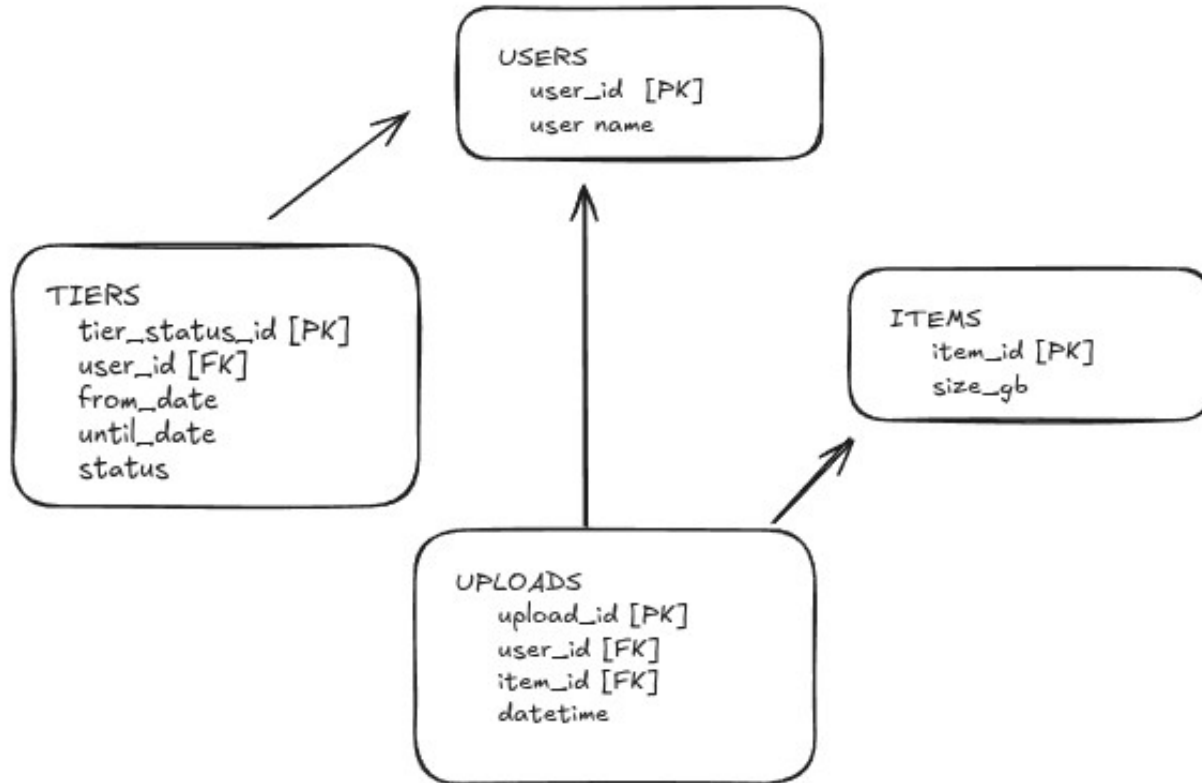 USERS
user_id [PK]
user name
TIERS
tier_status_id [PK]
user_id [FK]
from_date
until_date
status
ITEMS
item_id [PK]
size_gb
UPLOADS
upload_id [PK]
user_id [FK]
item_id [FK]
datetime